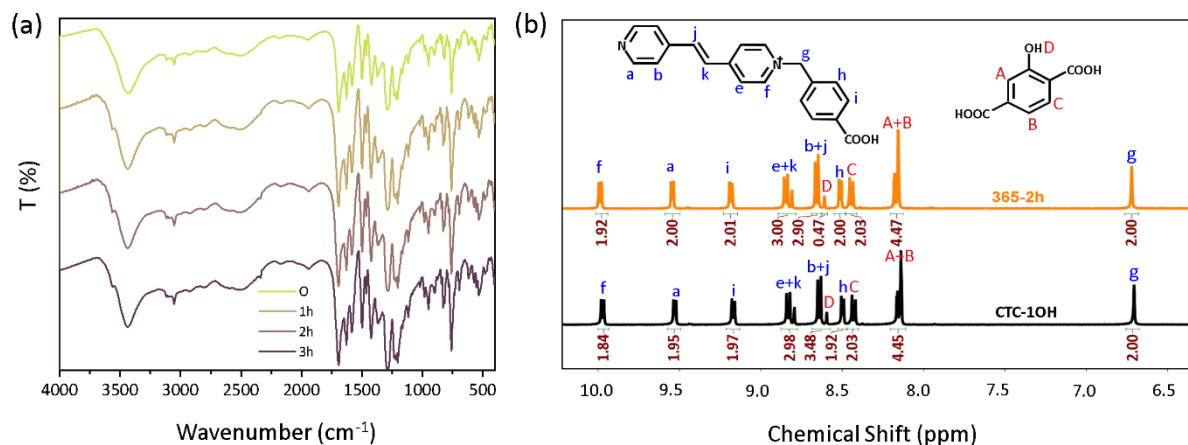 (a)
T (%)
O
1h
2h
3h
4000 3500 3000 2500 2000 1500 1000 500
Wavenumber (cm⁻¹)
(b)
N
a
b
j
k
e
f
N⁺
g
h
i
COOH
OH D
A
COOH
HOOC
B
C
f a i e+k b+j D h C A+B g
365-2h
1.92 2.00 2.01 3.00 2.90 0.47 2.00 2.03 4.47 2.00
f a i e+k b+j D h C A+B g
CTC-1OH
1.84 1.95 1.97 2.98 3.48 1.92 2.03 4.45 2.00
10.0 9.5 9.0 8.5 8.0 7.5 7.0 6.5
Chemical Shift (ppm)